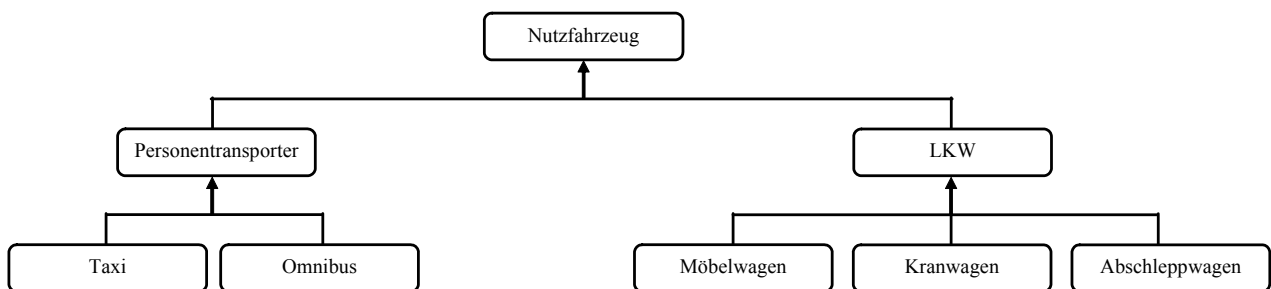 Nutzfahrzeug
Personentransporter
LKW
Taxi
Omnibus
Möbelwagen
Kranwagen
Abschleppwagen